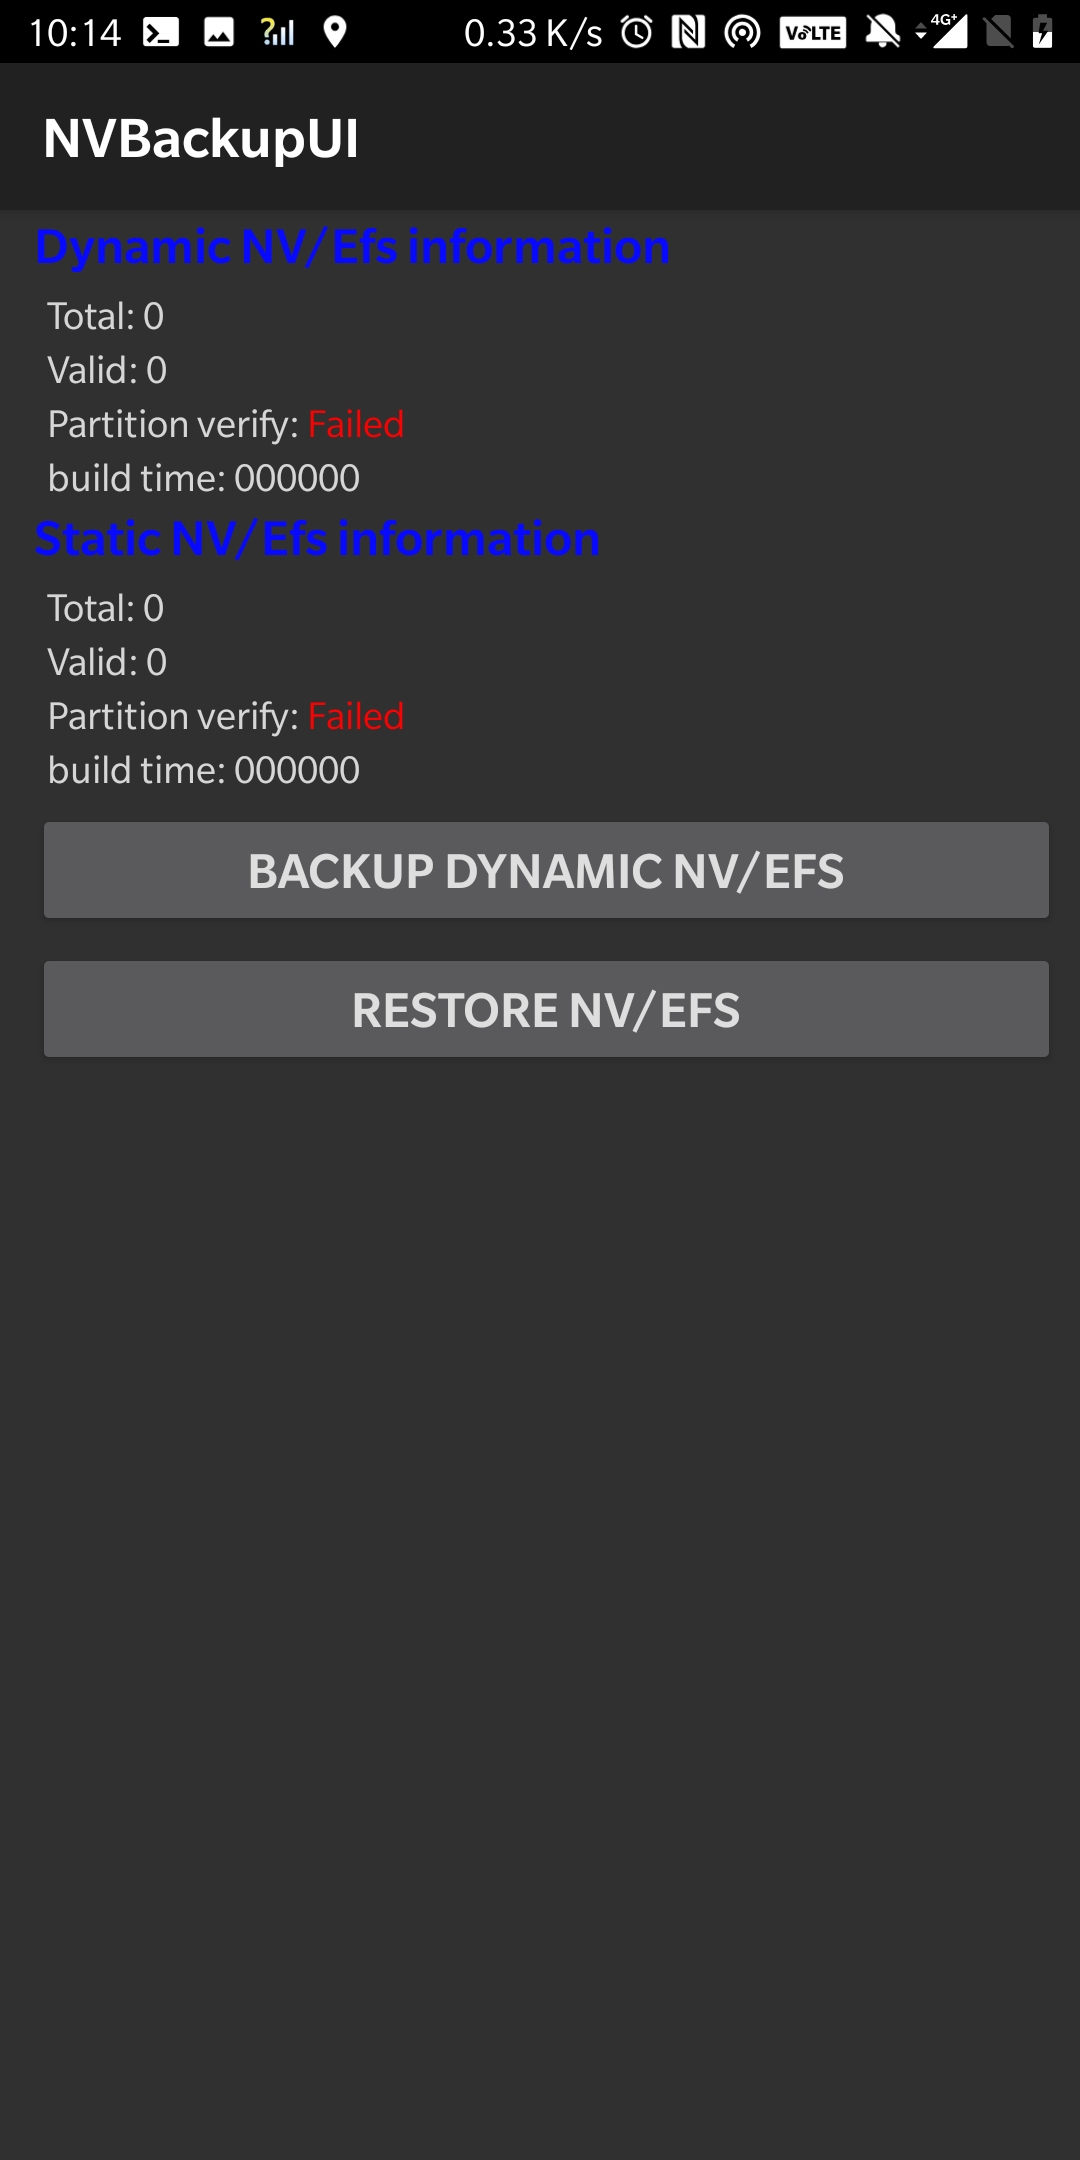 10:14 0.33 K/s VoLTE 4G+
NVBackupUI
Dynamic NV/Efs information
Total: 0
Valid: 0
Partition verify: Failed
build time: 000000
Static NV/Efs information
Total: 0
Valid: 0
Partition verify: Failed
build time: 000000
BACKUP DYNAMIC NV/EFS
RESTORE NV/EFS